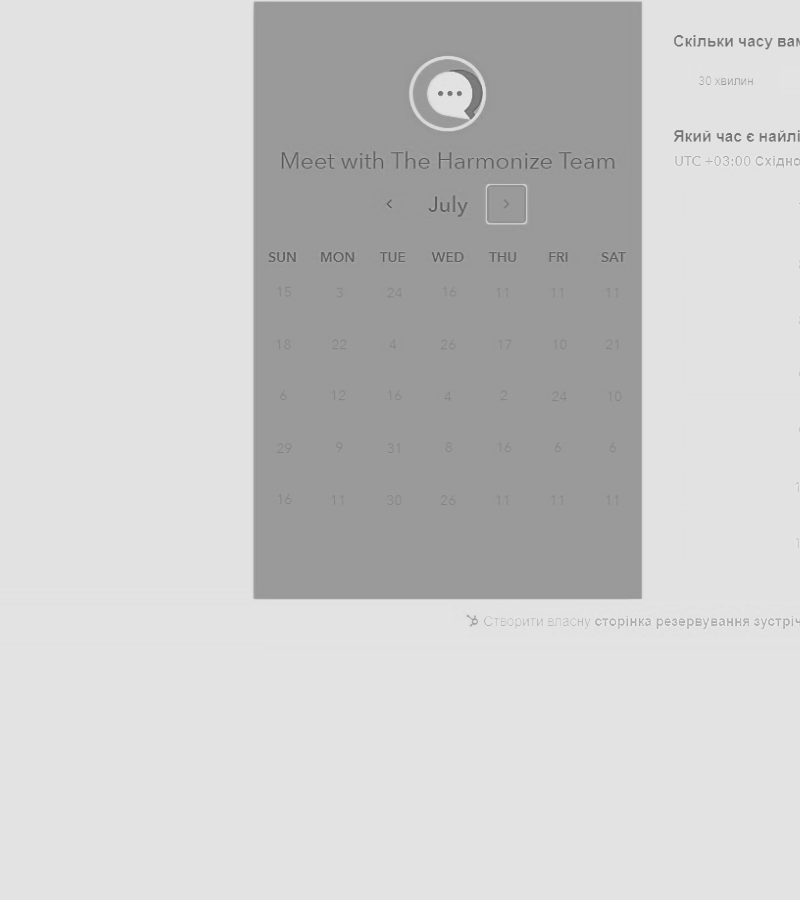 Meet with The Harmonize Team
July
SUN MON TUE WED THU FRI SAT
15 3 24 16 11 11 11
18 22 4 26 17 10 21
6 12 16 4 2 24 10
29 9 31 8 16 6 6
16 11 30 26 11 11 11
Скільки часу вам
30 хвилин
Який час є найлі
UTC +03:00 Східно
Створити власну сторінка резервування зустріч